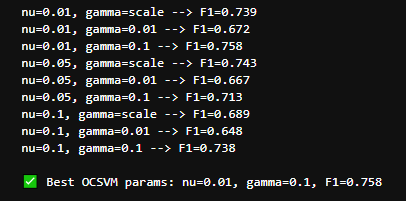 nu=0.01, gamma=scale --> F1=0.739
nu=0.01, gamma=0.01 --> F1=0.672
nu=0.01, gamma=0.1 --> F1=0.758
nu=0.05, gamma=scale --> F1=0.743
nu=0.05, gamma=0.01 --> F1=0.667
nu=0.05, gamma=0.1 --> F1=0.713
nu=0.1, gamma=scale --> F1=0.689
nu=0.1, gamma=0.01 --> F1=0.648
nu=0.1, gamma=0.1 --> F1=0.738
✅ Best OCSVM params: nu=0.01, gamma=0.1, F1=0.758